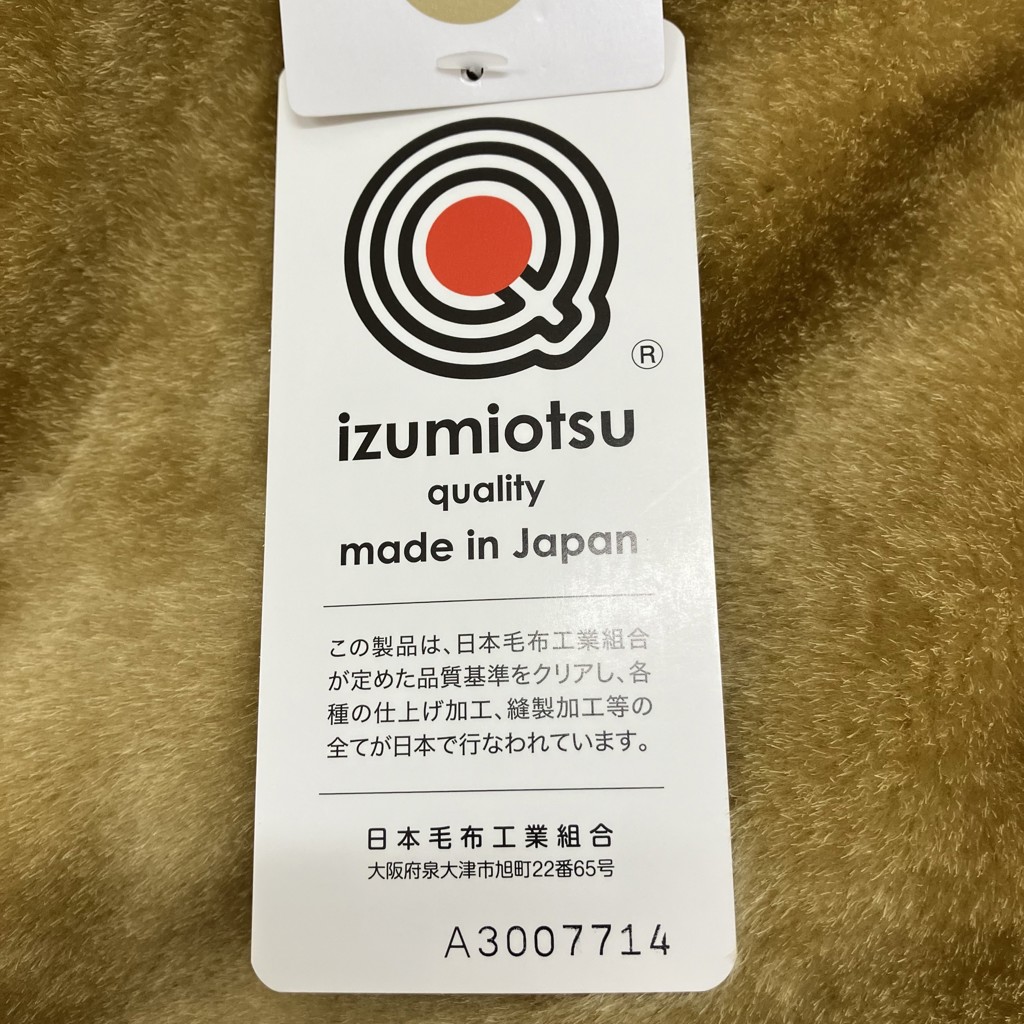 R
izumiotsu
quality
made in Japan
この製品は、日本毛布工業組合
が定めた品質基準をクリアし、各
種の仕上げ加工、縫製加工等の
全てが日本で行なわれています。
日本毛布工業組合
大阪府泉大津市旭町22番65号
A3007714